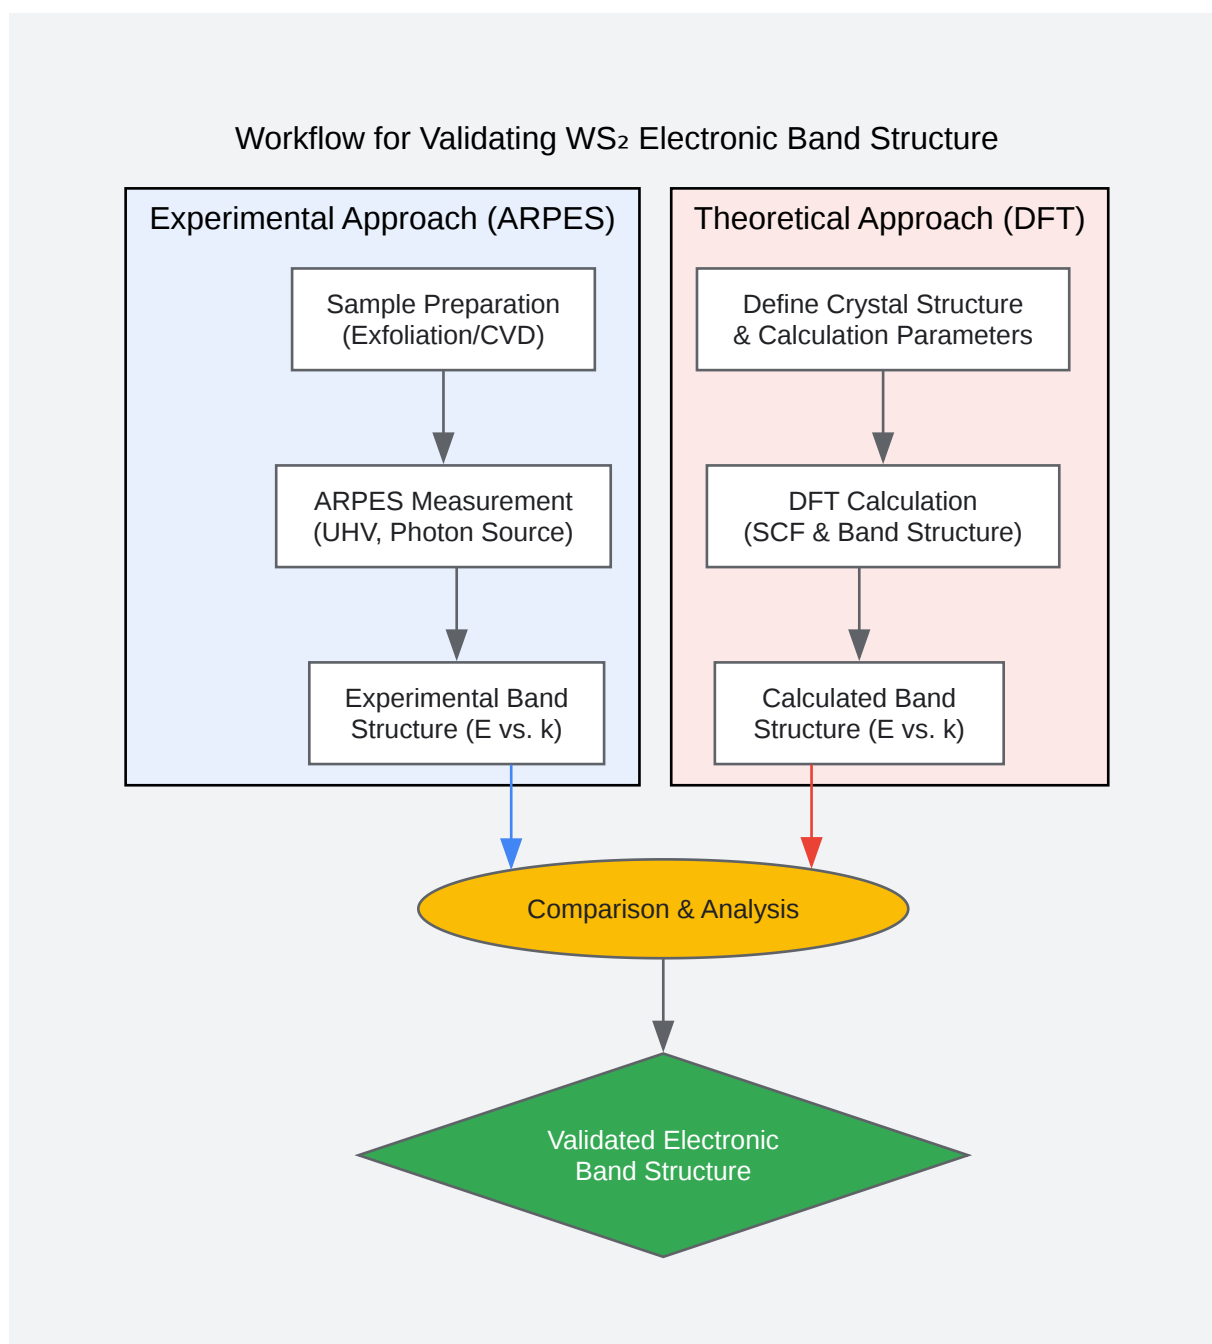 Workflow for Validating WS₂ Electronic Band Structure
Experimental Approach (ARPES)
Sample Preparation
(Exfoliation/CVD)
ARPES Measurement
(UHV, Photon Source)
Experimental Band
Structure (E vs. k)
Theoretical Approach (DFT)
Define Crystal Structure
& Calculation Parameters
DFT Calculation
(SCF & Band Structure)
Calculated Band
Structure (E vs. k)
Comparison & Analysis
Validated Electronic
Band Structure